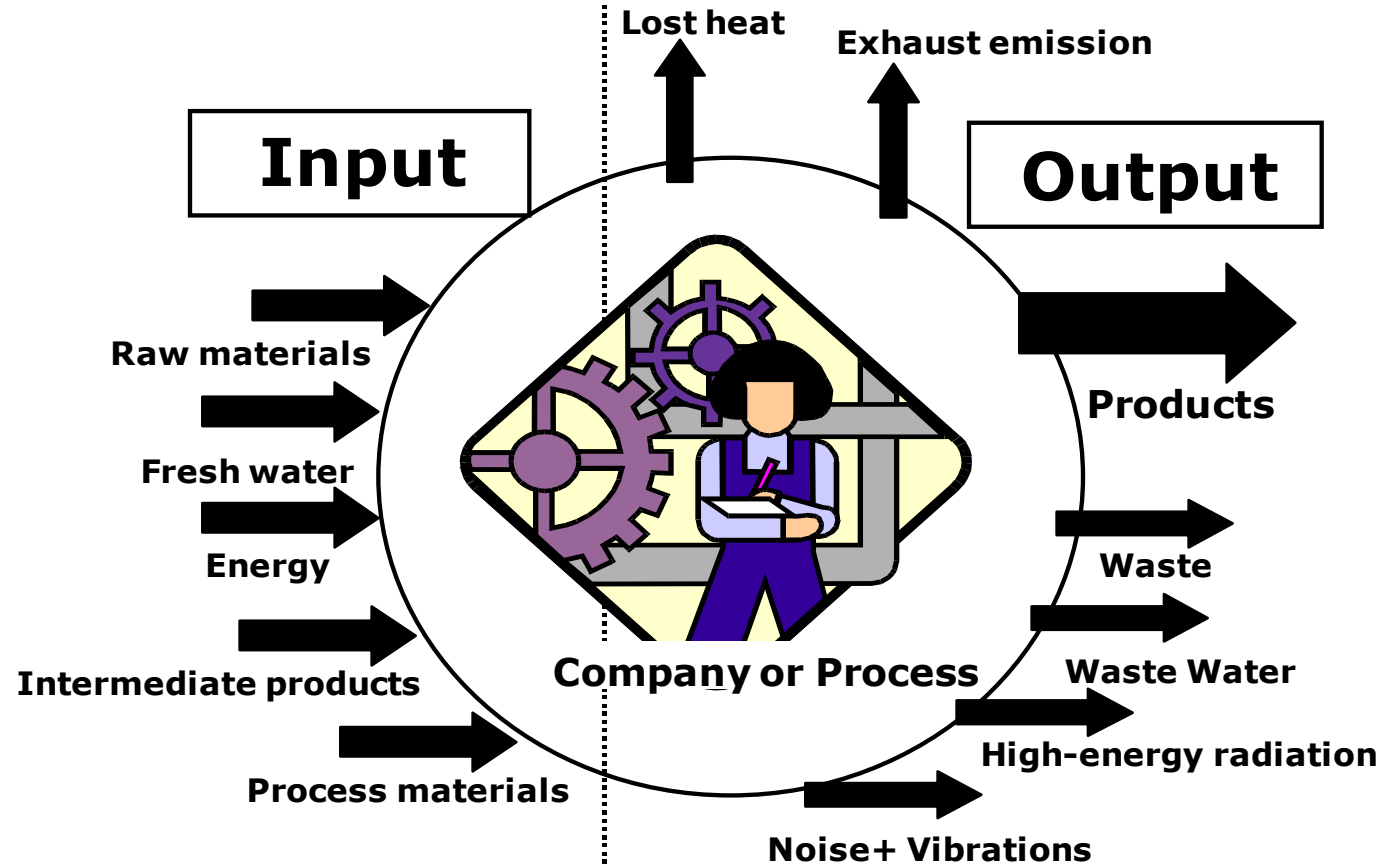 Lost heat
Exhaust emission
Input
Output
Raw materials
Products
Fresh water
Energy
Waste
Intermediate products
Company or Process
Waste Water
Process materials
High-energy radiation
Noise+ Vibrations